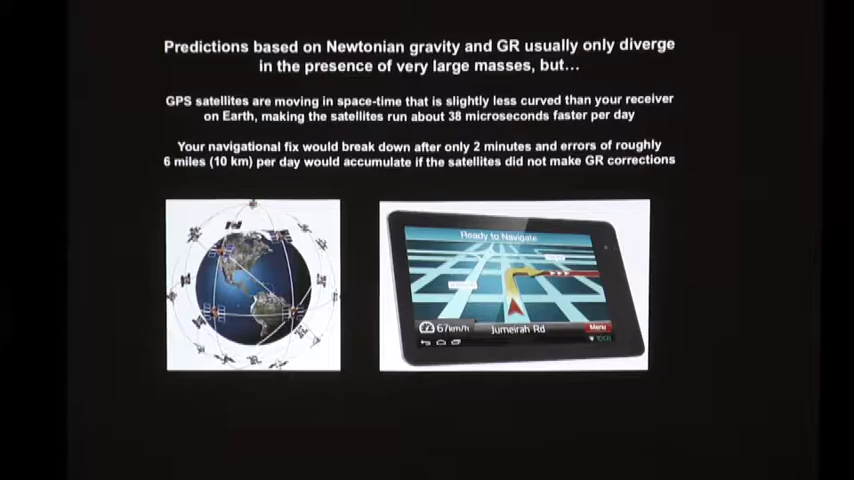 Predictions based on Newtonian gravity and GR usually only diverge
in the presence of very large masses, but...
GPS satellites are moving in space-time that is slightly less curved than your receiver
on Earth, making the satellites run about 38 microseconds faster per day
Your navigational fix would break down after only 2 minutes and errors of roughly
6 miles (10 km) per day would accumulate if the satellites did not make GR corrections
Ready to Navigate
67km/h
Jumeirah Rd
Menu